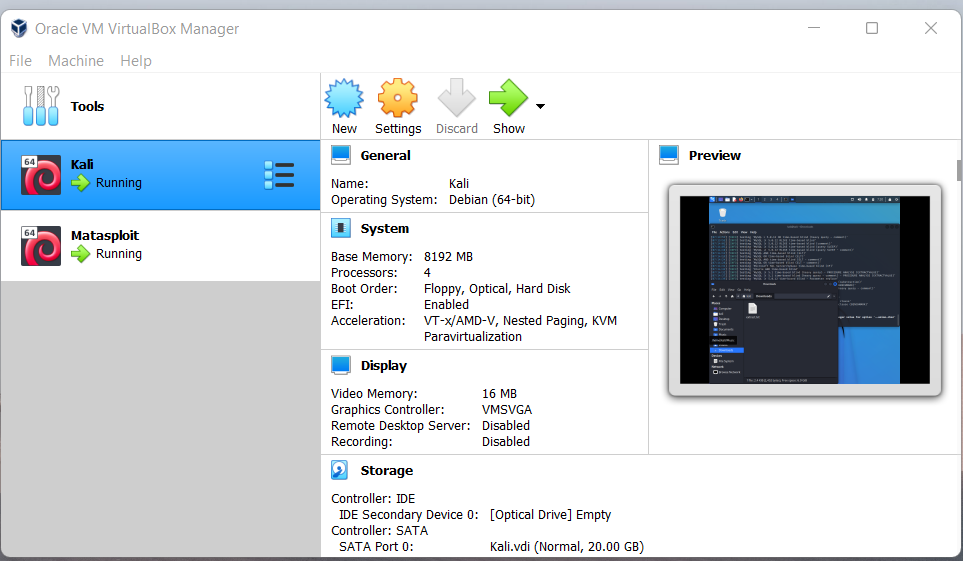 Oracle VM VirtualBox Manager
File Machine Help
Tools
New Settings Discard Show
64
Kali
Running
64
Matasploit
Running
General
Name: Kali
Operating System: Debian (64-bit)
System
Base Memory: 8192 MB
Processors: 4
Boot Order: Floppy, Optical, Hard Disk
EFI: Enabled
Acceleration: VT-x/AMD-V, Nested Paging, KVM
Paravirtualization
Display
Video Memory: 16 MB
Graphics Controller: VMSVGA
Remote Desktop Server: Disabled
Recording: Disabled
Storage
Controller: IDE
IDE Secondary Device 0: [Optical Drive] Empty
Controller: SATA
SATA Port 0: Kali.vdi (Normal, 20.00 GB)
Preview